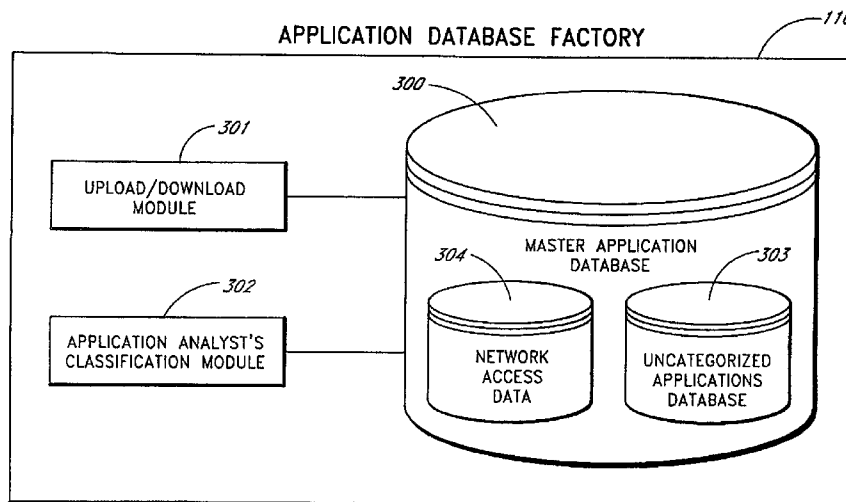 APPLICATION DATABASE FACTORY
300
301
UPLOAD/DOWNLOAD
MODULE
MASTER APPLICATION
DATABASE
304
303
302
APPLICATION ANALYST'S
CLASSIFICATION MODULE
NETWORK
ACCESS
DATA
UNCATEGORIZED
APPLICATIONS
DATABASE